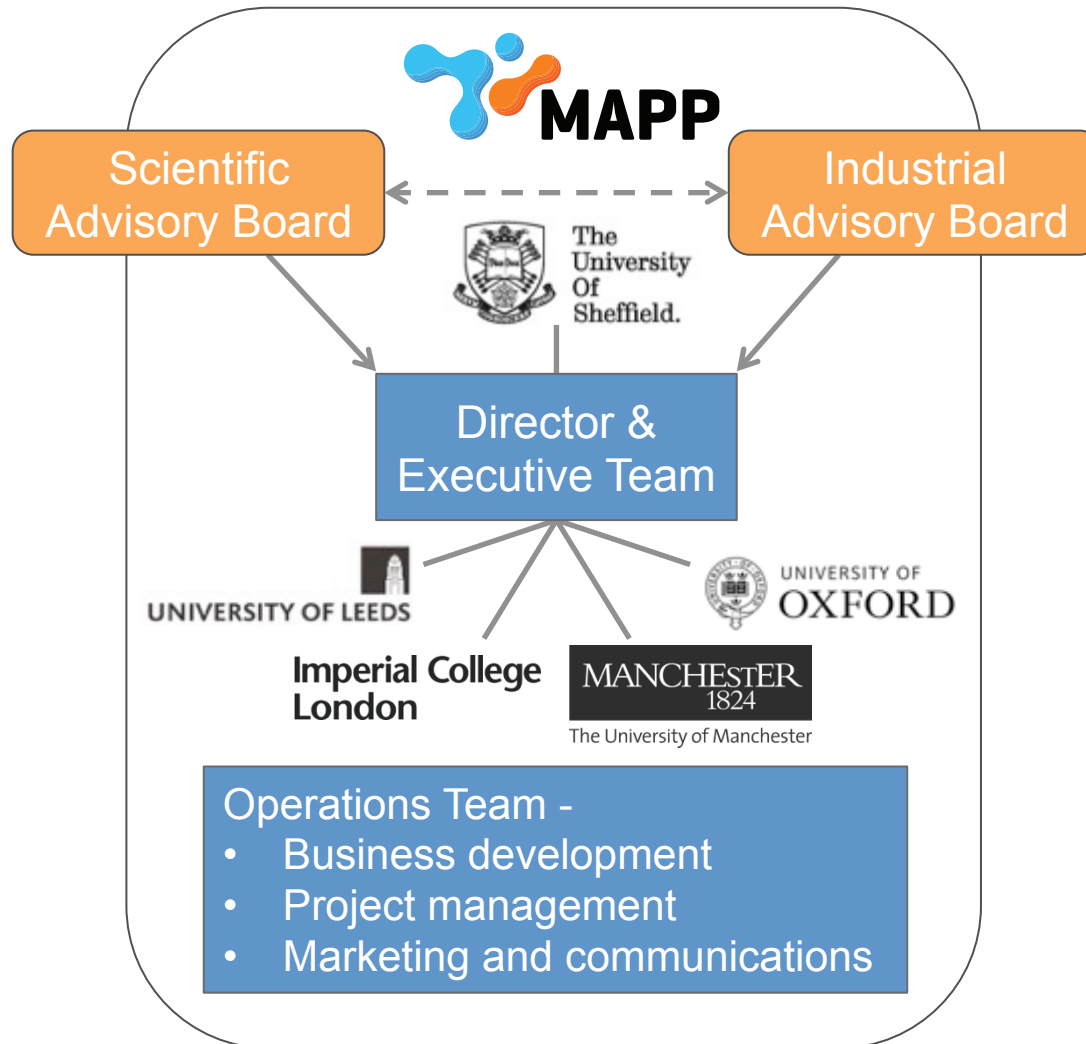 MAPP
Scientific
Advisory Board
Industrial
Advisory Board
The
University
Of
Sheffield.
Director &
Executive Team
UNIVERSITY OF LEEDS
UNIVERSITY OF
OXFORD
Imperial College
London
MANCHESTER
1824
The University of Manchester
Operations Team -
• Business development
• Project management
• Marketing and communications